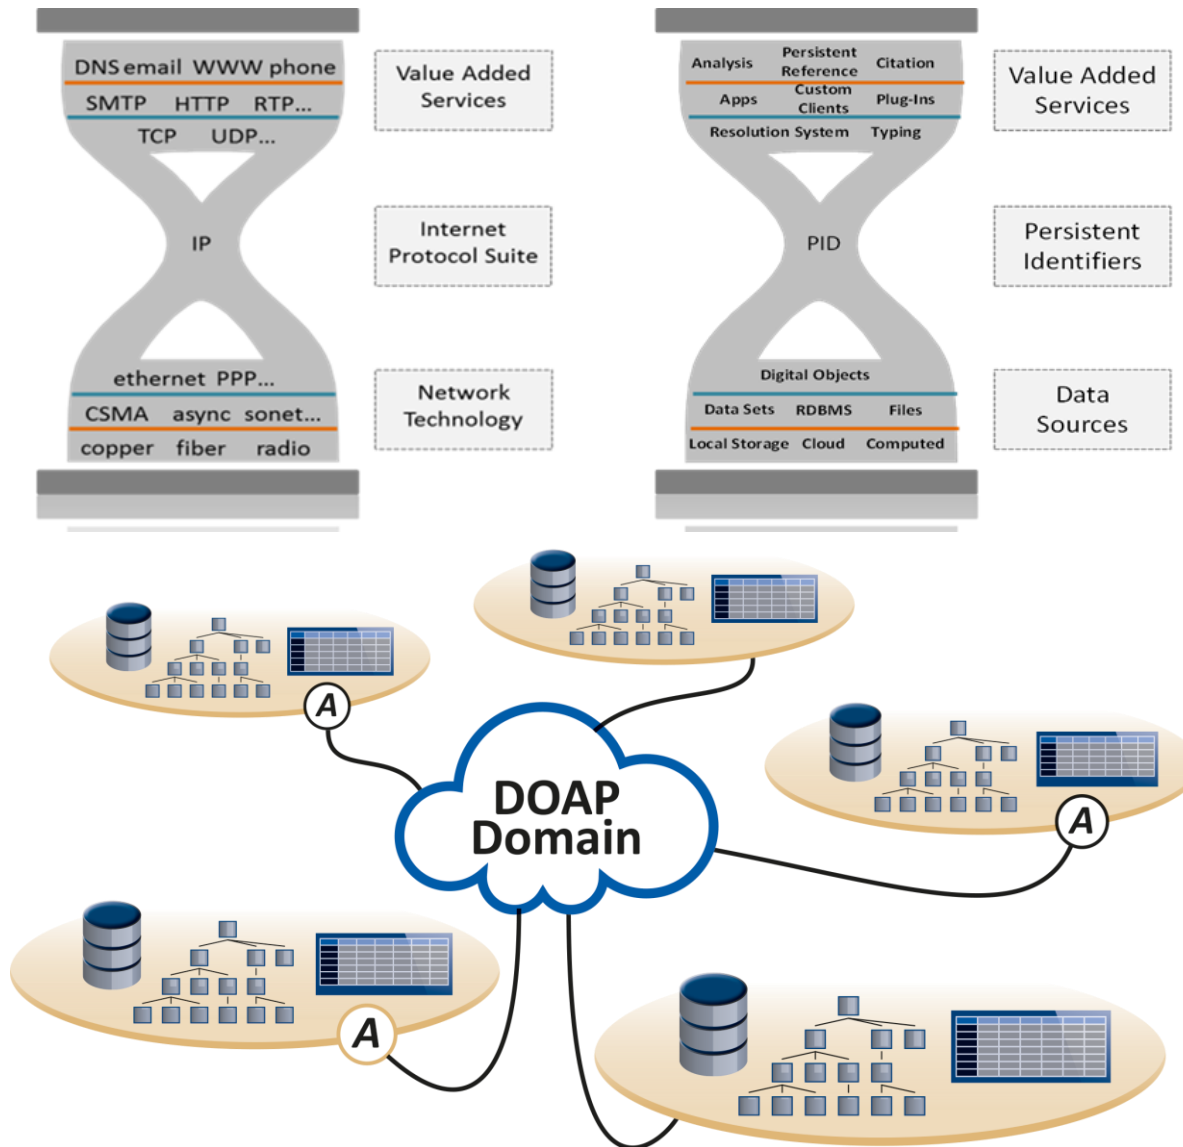 DNS email WWW phone
SMTP HTTP RTP...
TCP UDP...
IP
ethernet PPP...
CSMA async sonet...
copper fiber radio
Value Added
Services
Internet
Protocol Suite
Network
Technology
Analysis Persistent Reference Citation
Apps Custom Clients Plug-Ins
Resolution System Typing
PID
Digital Objects
Data Sets RDBMS Files
Local Storage Cloud Computed
Value Added
Services
Persistent
Identifiers
Data
Sources
A
DOAP
Domain
A
A